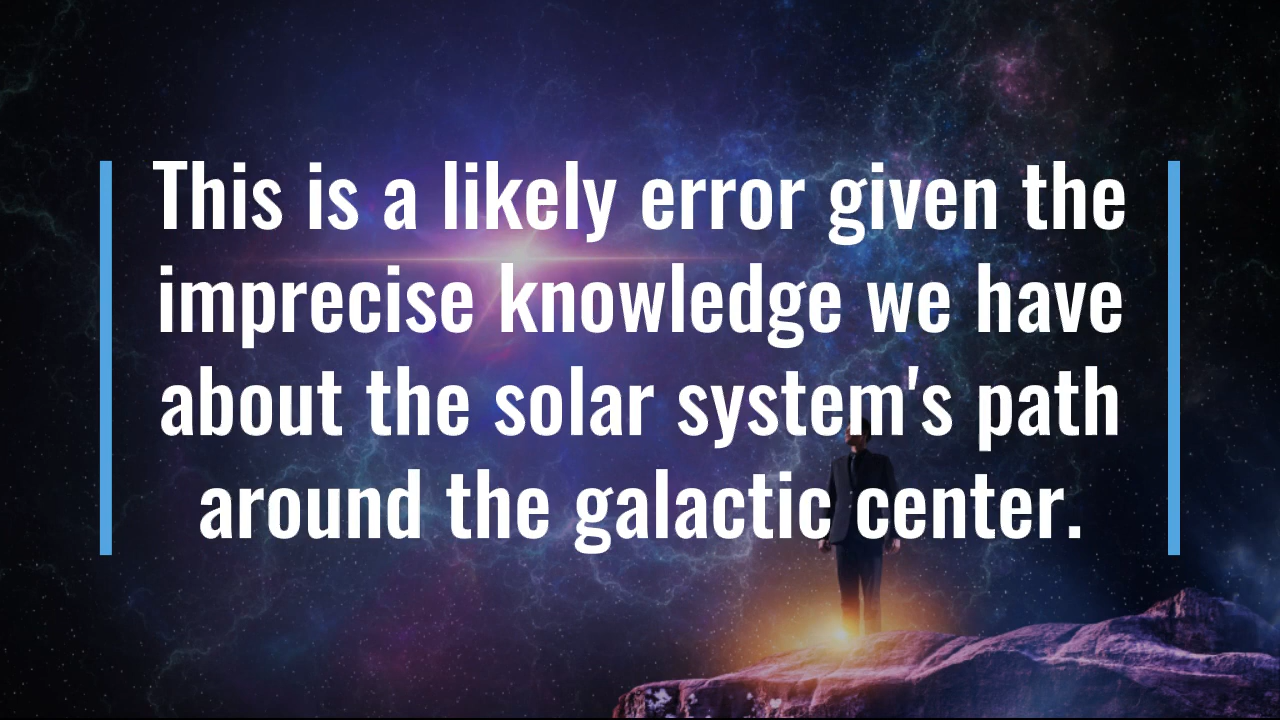 This is a likely error given the
imprecise knowledge we have
about the solar system's path
around the galactic center.